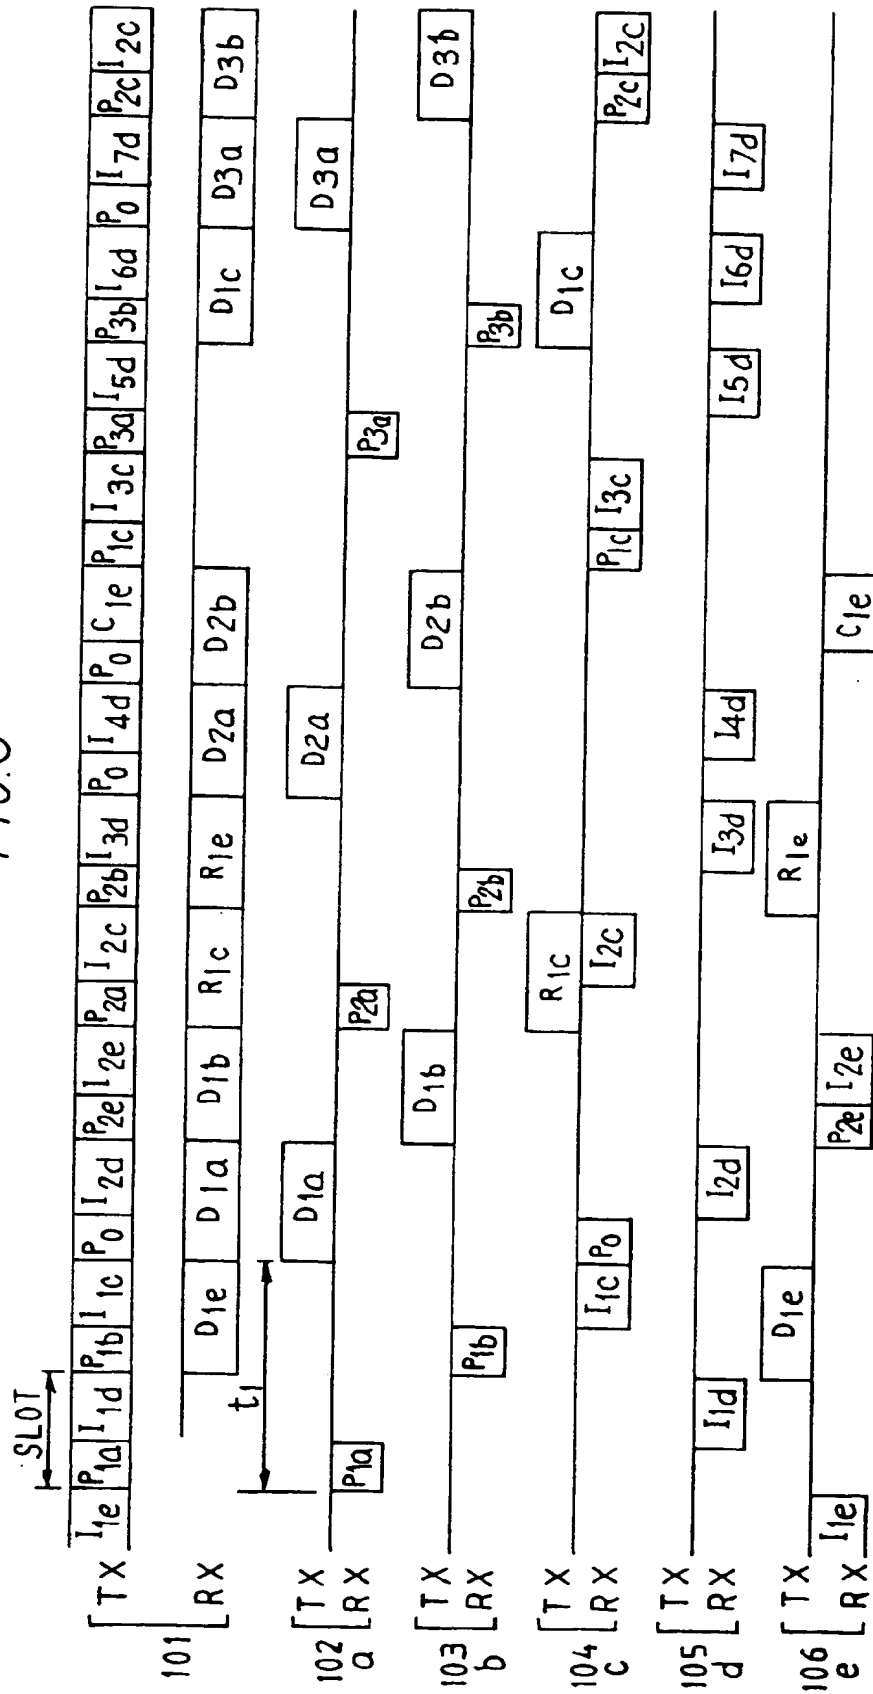 FIG.6
SLOT
101 [TX I1e P1a I1d P1b I1c P0 I2d P2e I2e P2a I2c P2b I3d P0 I4d P0 C1e P1c I3c P3a I5d P3b I6d P0 I7d P2c I2c
RX D1e D1a D1b R1c R1e D2a D2b D1c D3a D3b
t1
102 a [TX D1a D2a D3a
RX P1a P2a P3a
103 b [TX D1b D2b D3b
RX P1b P2b P3b
104 c [TX R1c D1c
RX I1c P0 I2c P1c I3c P2c I2c
105 d [TX
RX I1d I2d I3d I4d I5d I6d I7d
106 e [TX D1e R1e
RX I1e P2e I2e C1e